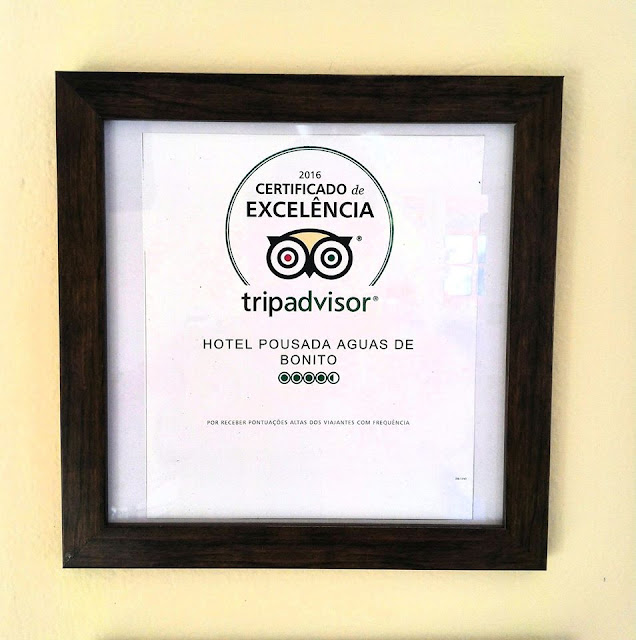 2016
CERTIFICADO de
EXCELÊNCIA
®
tripadvisor®
HOTEL POUSADA AGUAS DE
BONITO
POR RECEBER PONTUAÇÕES ALTAS DOS VIAJANTES COM FREQUÊNCIA